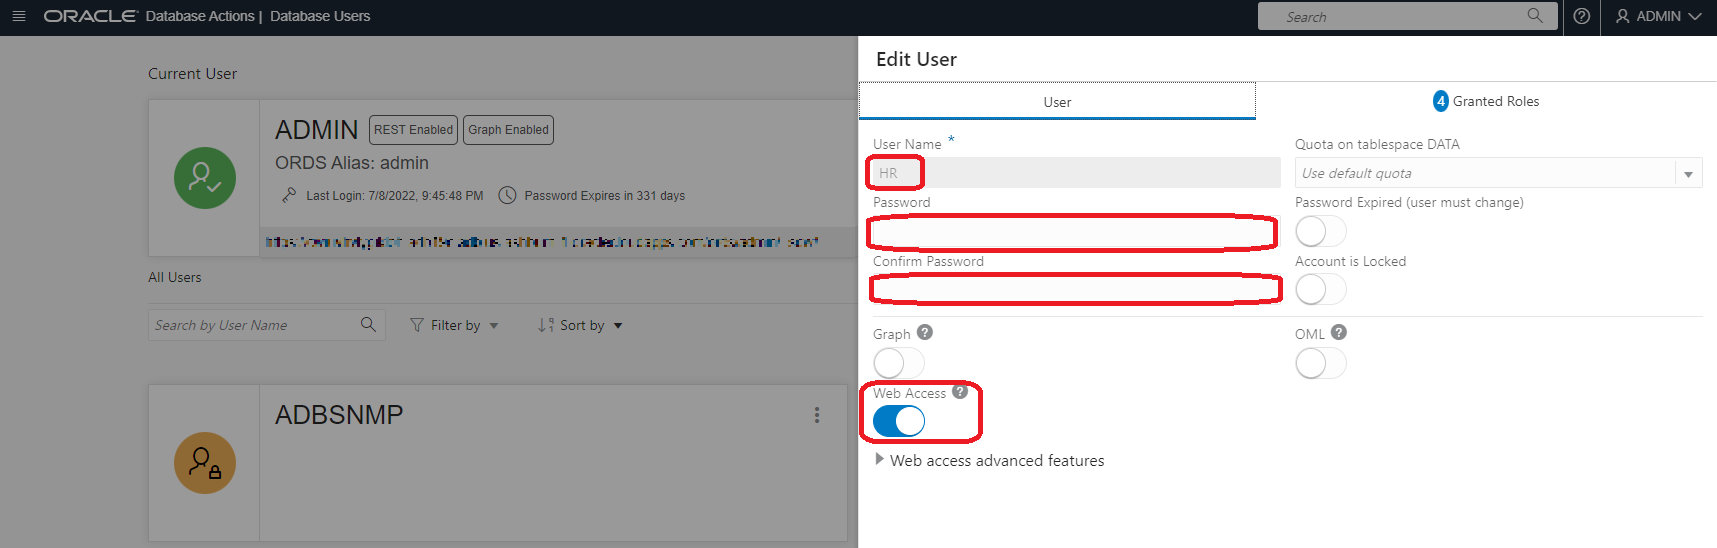 ORACLE Database Actions | Database Users
Search
ADMIN
Current User
ADMIN REST Enabled Graph Enabled
ORDS Alias: admin
Last Login: 7/8/2022, 9:45:48 PM Password Expires in 331 days
All Users
Search by User Name Filter by Sort by
ADBSNMP
Edit User
User
4 Granted Roles
User Name *
HR
Quota on tablespace DATA
Use default quota
Password
Password Expired (user must change)
Confirm Password
Account is Locked
Graph ?
OML ?
Web Access ?
Web access advanced features